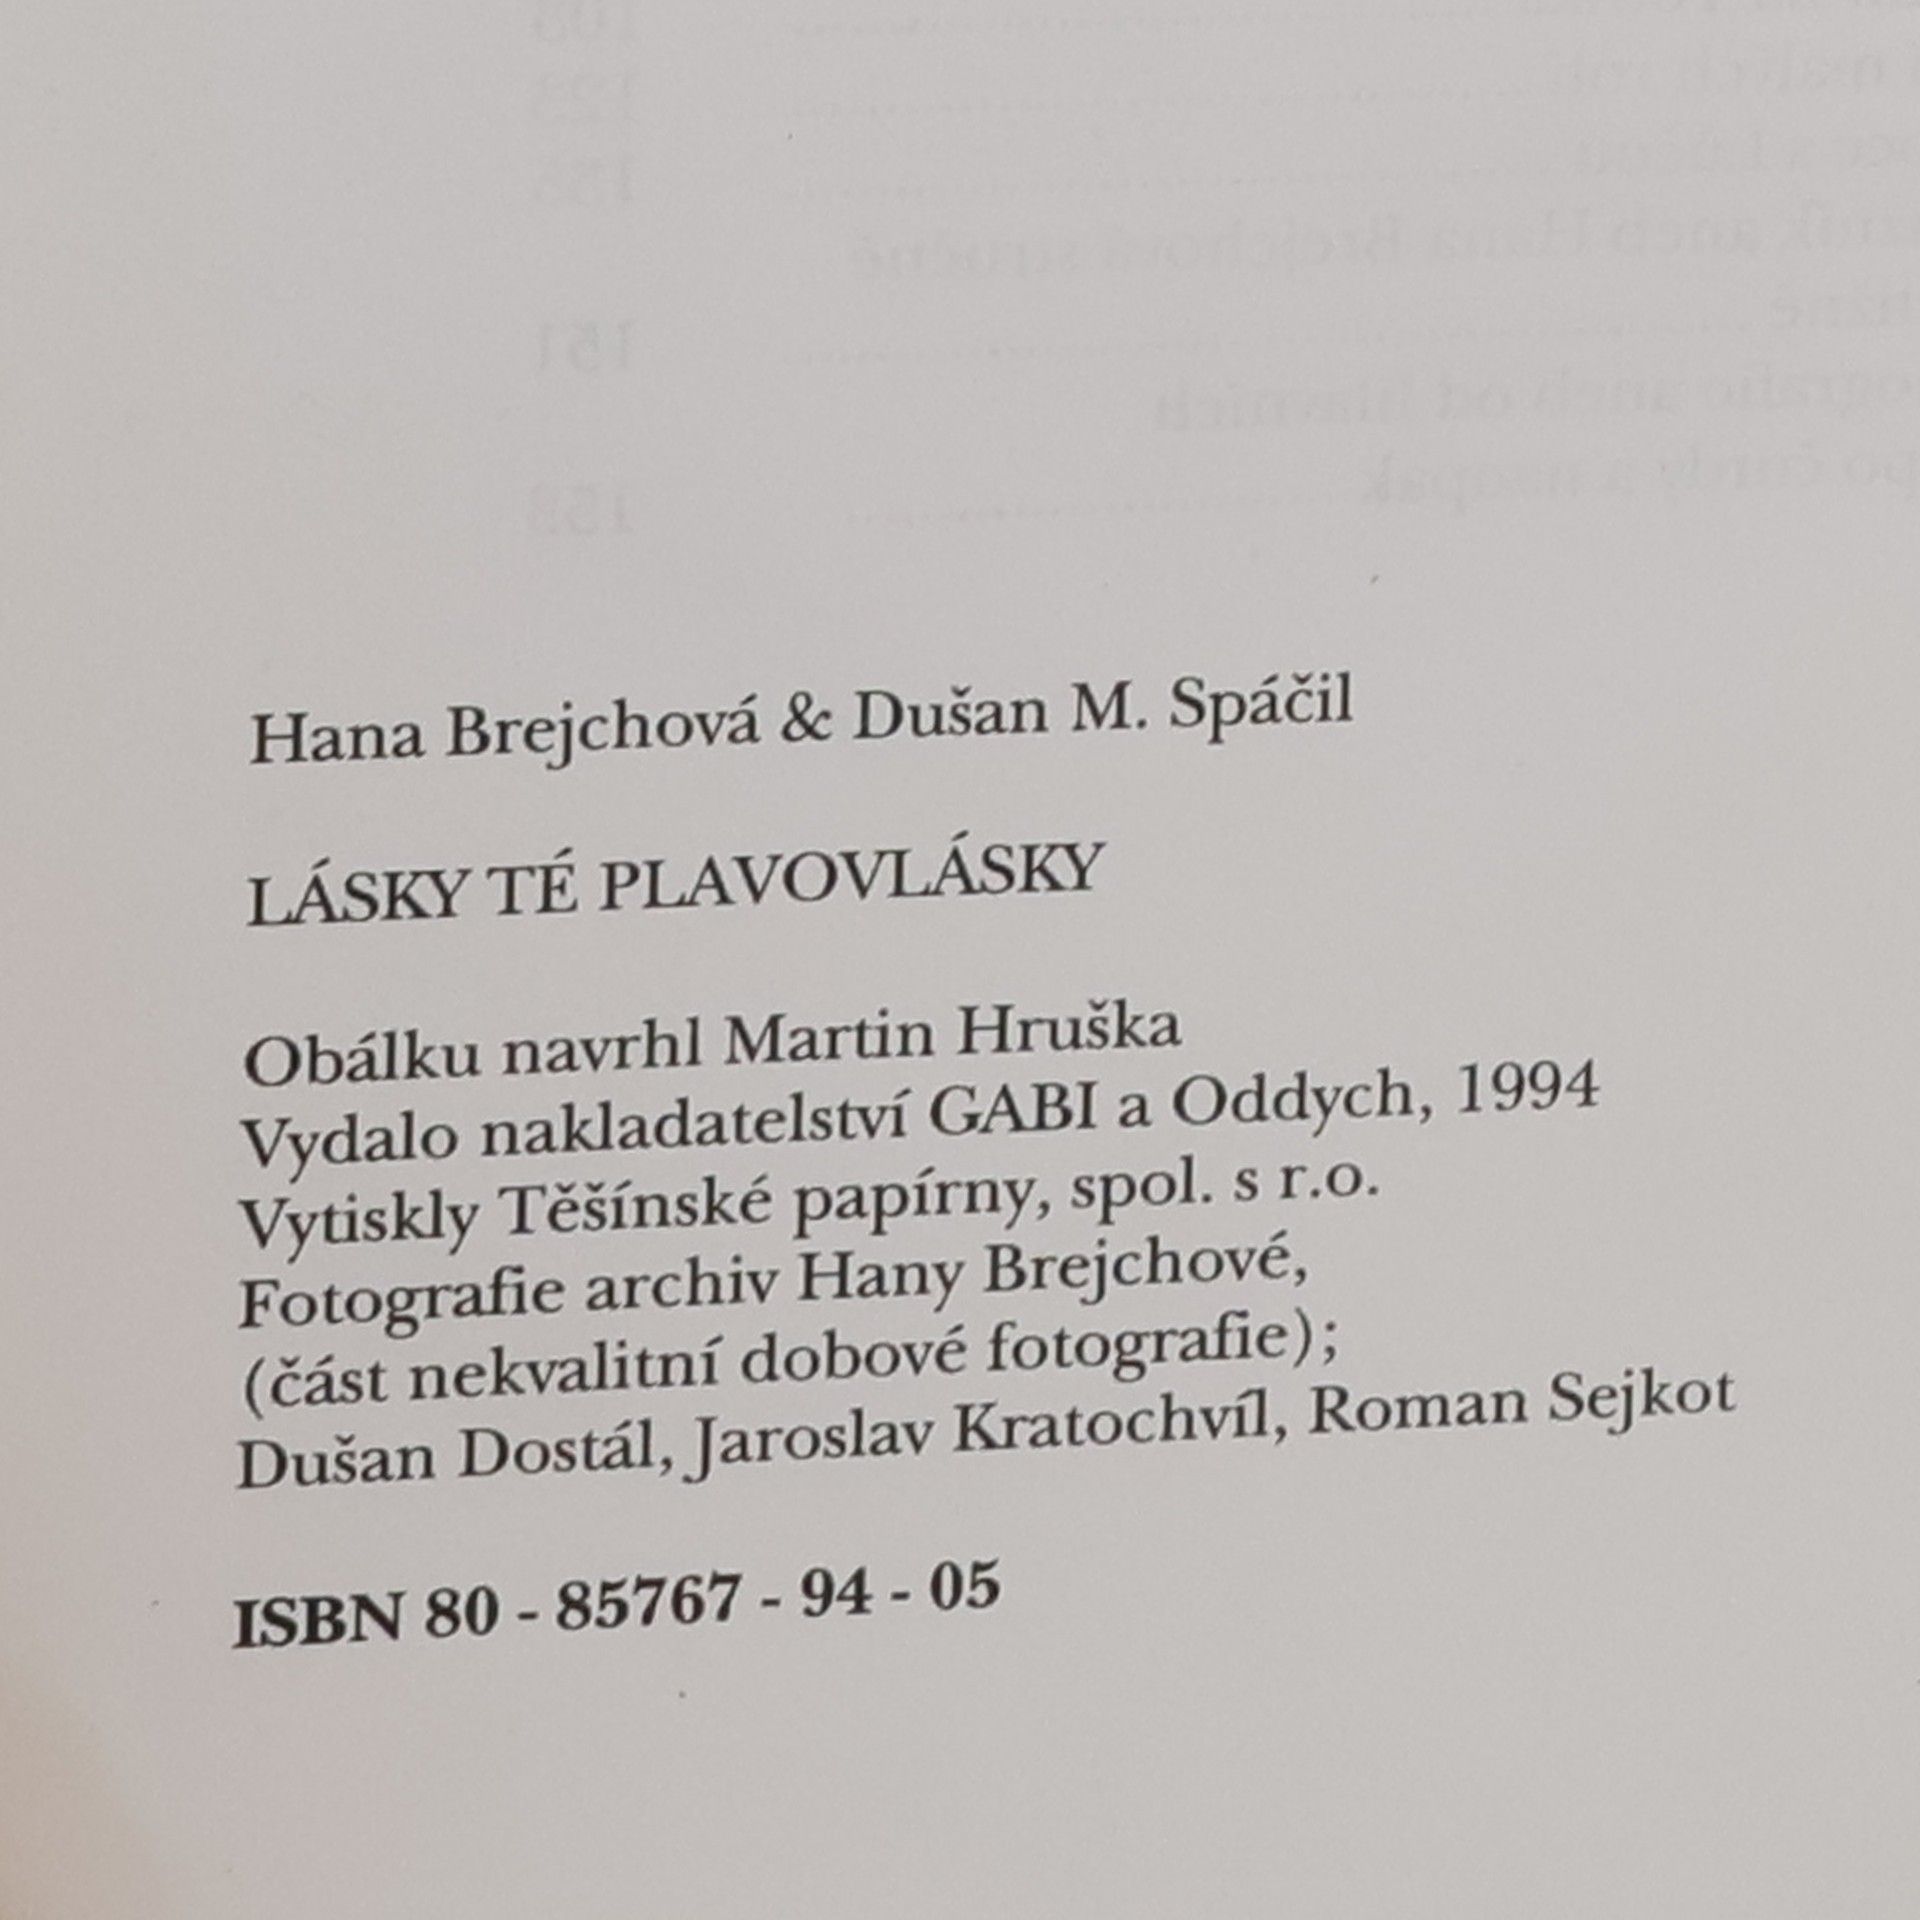 Hana Brejchová & Dušan M. Spáčil
LÁSKY TÉ PLAVOVLÁSKY
Obálku navrhl Martin Hruška
Vydalo nakladatelství GABI a Oddych, 1994
Vytiskly Těšínské papírny, spol. s r.o.
Fotografie archiv Hany Brejchové,
(část nekvalitní dobové fotografie);
Dušan Dostál, Jaroslav Kratochvíl, Roman Sejkot
ISBN 80 - 85767 - 94 - 05